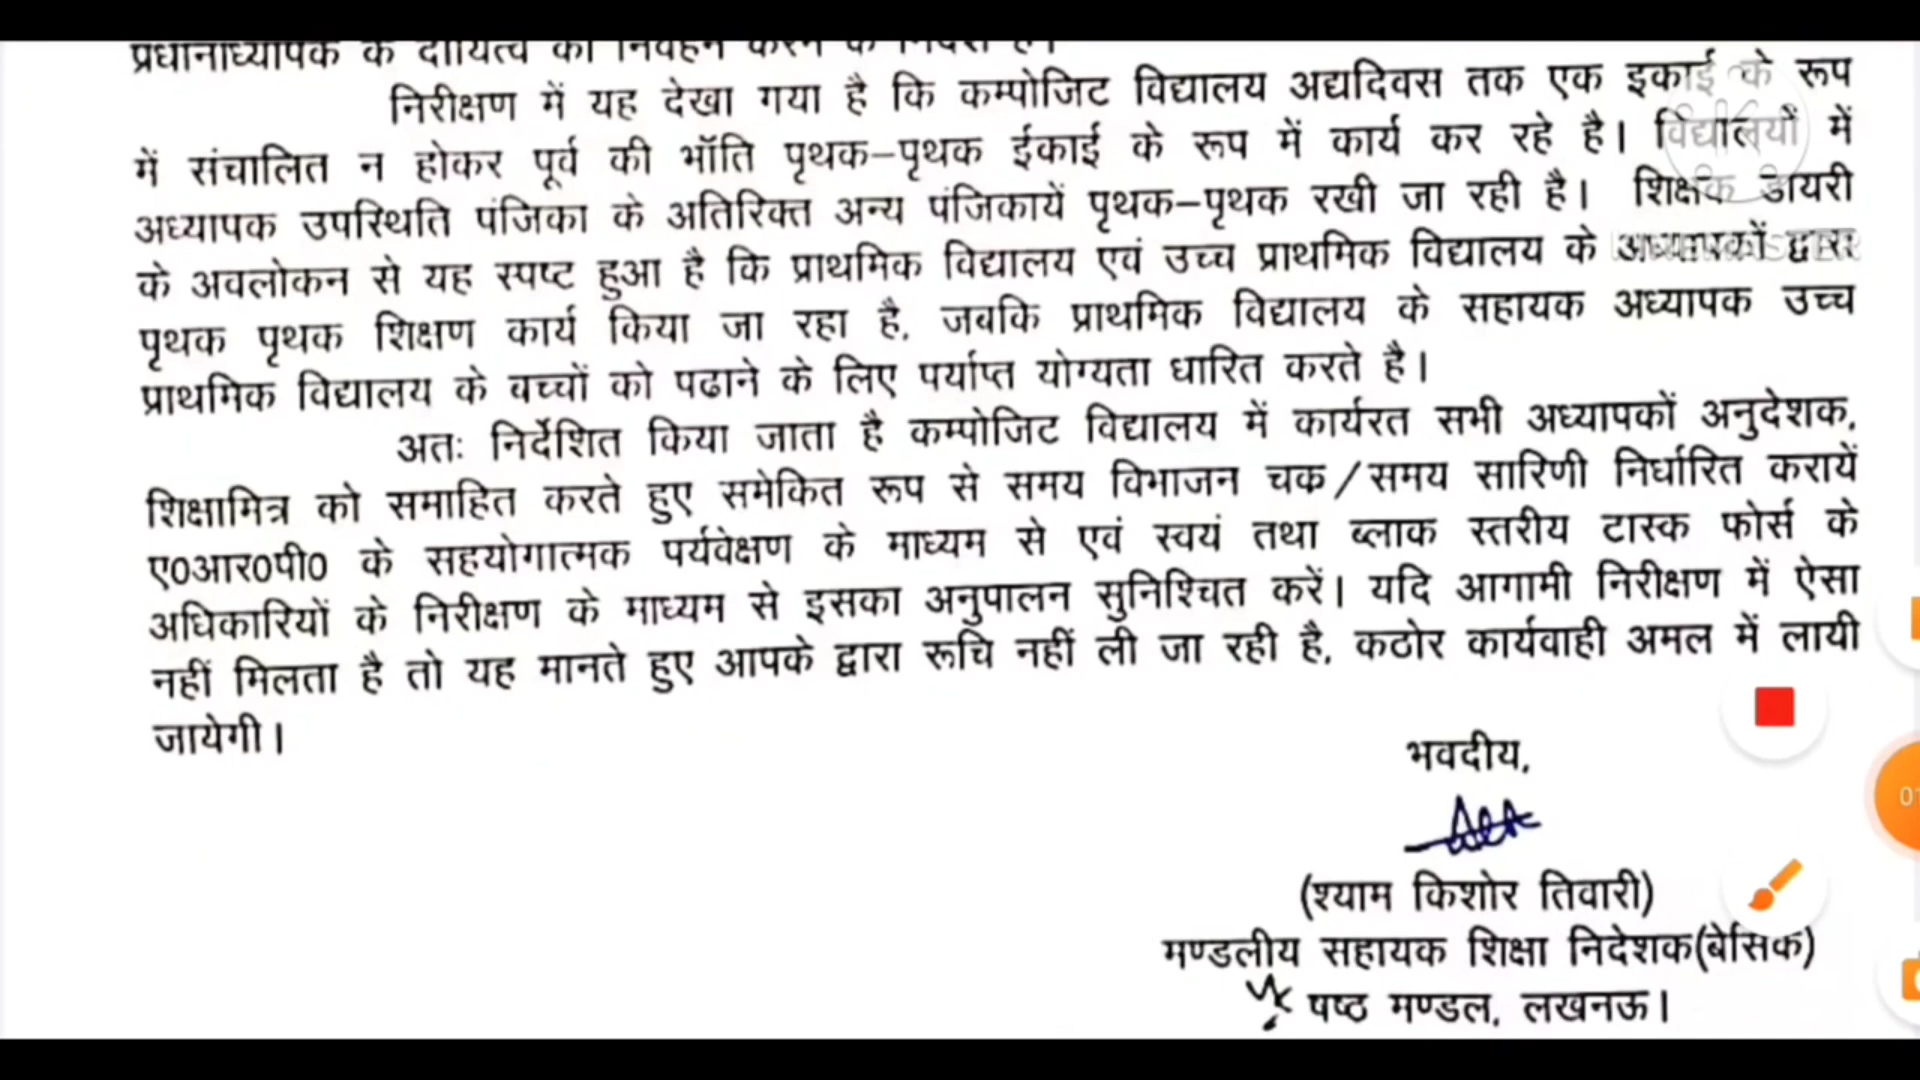 प्रधानाध्यापक के दायित्व का निर्वहन करने के निर्देश है।
निरीक्षण में यह देखा गया है कि कम्पोजिट विद्यालय अद्यदिवस तक एक इकाई के रूप
में संचालित न होकर पूर्व की भॉति पृथक–पृथक ईकाई के रूप में कार्य कर रहे है। विद्यालयों में
अध्यापक उपस्थिति पंजिका के अतिरिक्त अन्य पंजिकायें पृथक–पृथक रखी जा रही है। शिक्षक डायरी
के अवलोकन से यह स्पष्ट हुआ है कि प्राथमिक विद्यालय एवं उच्च प्राथमिक विद्यालय के अध्यापकों द्वारा
पृथक पृथक शिक्षण कार्य किया जा रहा है, जबकि प्राथमिक विद्यालय के सहायक अध्यापक उच्च
प्राथमिक विद्यालय के बच्चों को पढाने के लिए पर्याप्त योग्यता धारित करते है।
अतः निर्देशित किया जाता है कम्पोजिट विद्यालय में कार्यरत सभी अध्यापकों अनुदेशक,
शिक्षामित्र को समाहित करते हुए समेकित रूप से समय विभाजन चक/समय सारिणी निर्धारित करायें
ए0आर0पी0 के सहयोगात्मक पर्यवेक्षण के माध्यम से एवं स्वयं तथा ब्लाक स्तरीय टास्क फोर्स के
अधिकारियों के निरीक्षण के माध्यम से इसका अनुपालन सुनिश्चित करें। यदि आगामी निरीक्षण में ऐसा
नहीं मिलता है तो यह मानते हुए आपके द्वारा रूचि नहीं ली जा रही है, कठोर कार्यवाही अमल में लायी
जायेगी।
भवदीय,
(श्याम किशोर तिवारी)
मण्डलीय सहायक शिक्षा निदेशक(बेसिक)
षष्ठ मण्डल, लखनऊ।